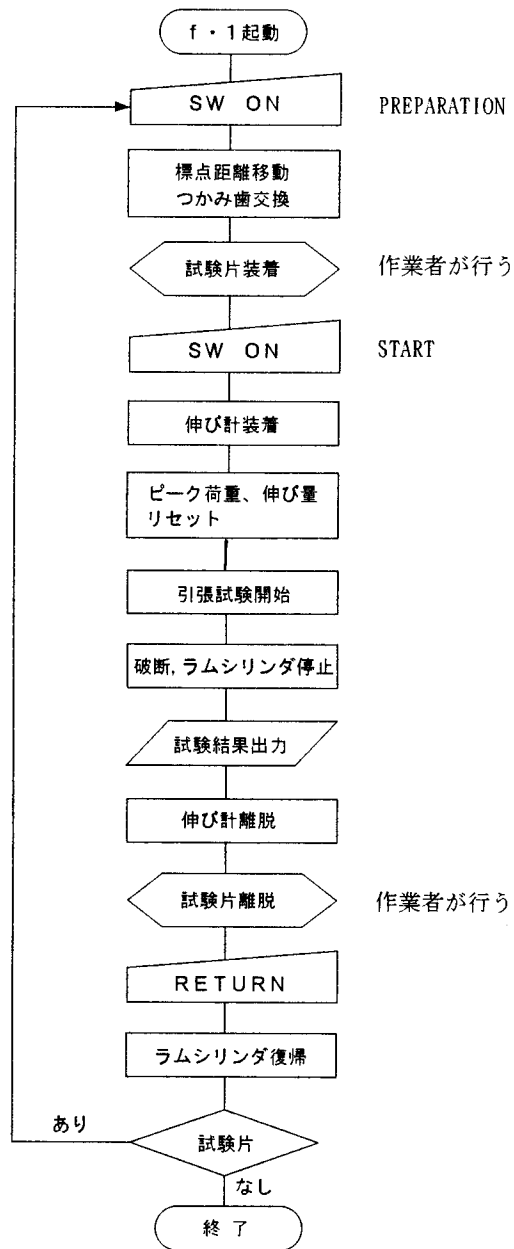 f・1起動
SW ON
PREPARATION
標点距離移動
つかみ歯交換
試験片装着
作業者が行う
SW ON
START
伸び計装着
ピーク荷重、伸び量
リセット
引張試験開始
破断,ラムシリンダ停止
試験結果出力
伸び計離脱
試験片離脱
作業者が行う
RETURN
ラムシリンダ復帰
あり
試験片
なし
終了